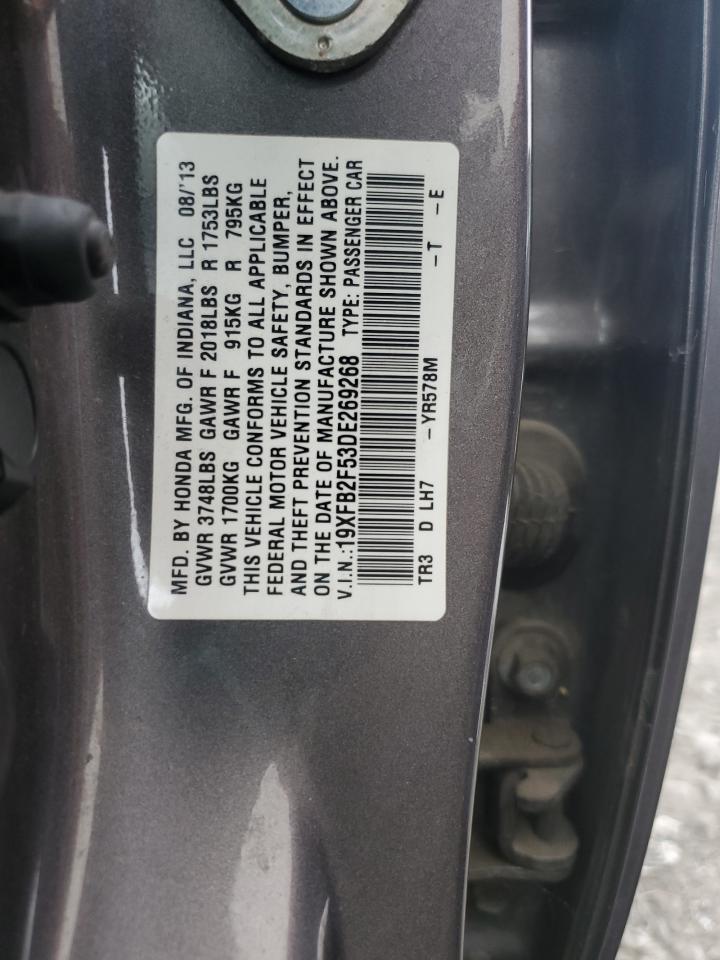 MFD. BY HONDA MFG. OF INDIANA, LLC 08/'13
GVWR 3748LBS GAWR F 2018LBS R 1753LBS
GVWR 1700KG GAWR F 915KG R 795KG
THIS VEHICLE CONFORMS TO ALL APPLICABLE
FEDERAL MOTOR VEHICLE SAFETY, BUMPER,
AND THEFT PREVENTION STANDARDS IN EFFECT
ON THE DATE OF MANUFACTURE SHOWN ABOVE.
V.I.N.:19XFB2F53DE269268 TYPE: PASSENGER CAR
TR3 D LH7 -YR578M -T -E